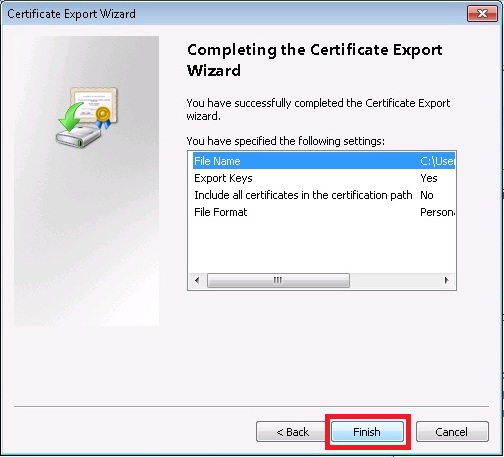 Certificate Export Wizard
Completing the Certificate Export
Wizard
You have successfully completed the Certificate Export
wizard.
You have specified the following settings:
File Name C:\User
Export Keys Yes
Include all certificates in the certification path No
File Format Persona
< Back Finish Cancel